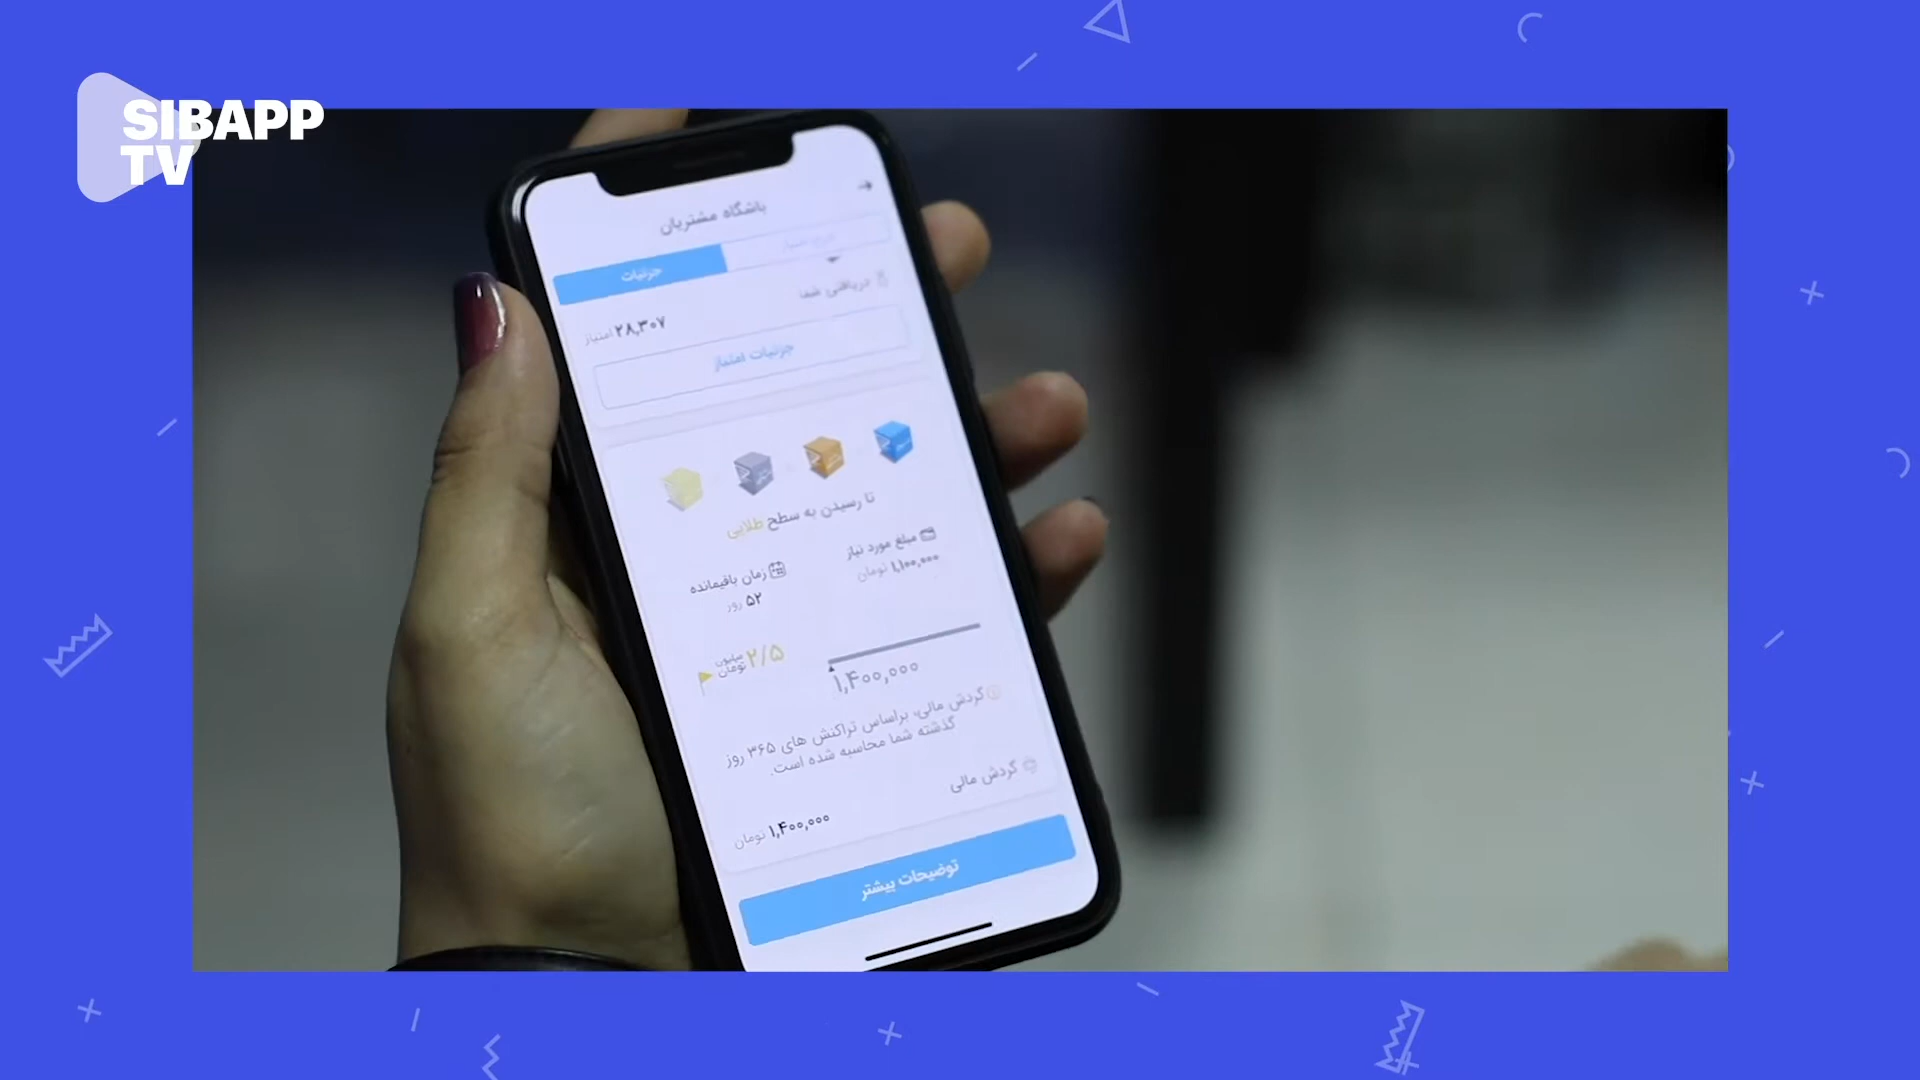 SIBAPP
TV
باشگاه مشتریان
جزئیات
دریافتی شما
۲۸,۳۰۷ امتیاز
جزئیات امتیاز
تا رسیدن به سطح طلایی
مبلغ مورد نیاز
۱,۱۰۰,۰۰۰ تومان
زمان باقیمانده
۵۲ روز
۲/۵ میلیون تومان
۱,۴۰۰,۰۰۰
گردش مالی، براساس تراکنش های ۳۶۵ روز
گذشته شما محاسبه شده است.
گردش مالی
۱,۴۰۰,۰۰۰ تومان
توضیحات بیشتر